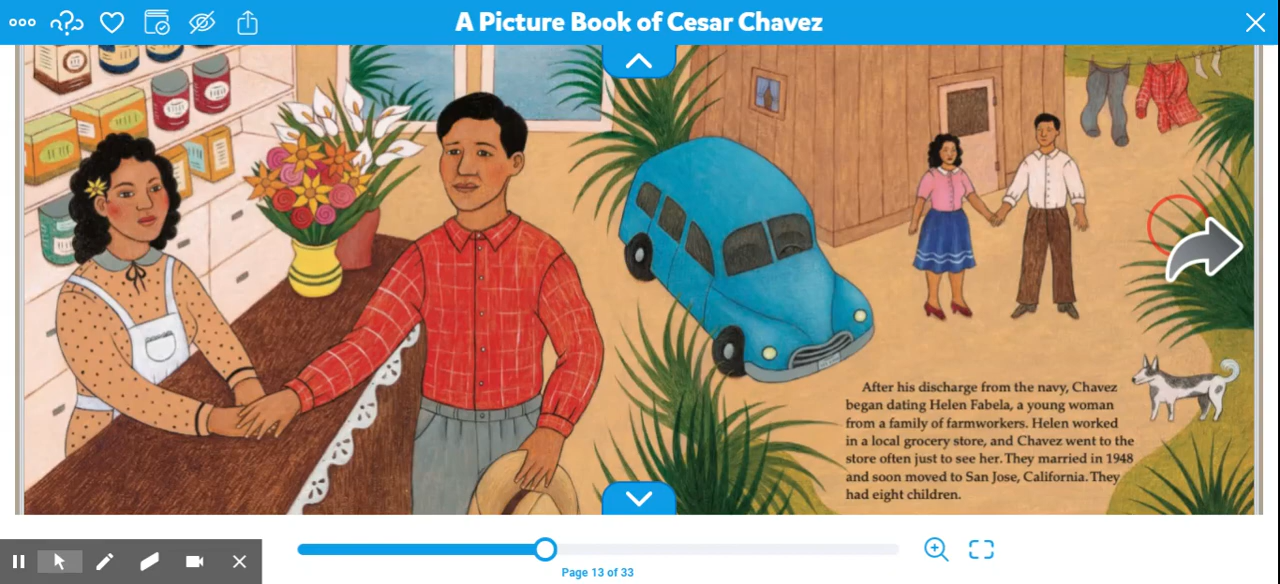 A Picture Book of Cesar Chavez
After his discharge from the navy, Chavez
began dating Helen Fabela, a young woman
from a family of farmworkers. Helen worked
in a local grocery store, and Chavez went to the
store often just to see her. They married in 1948
and soon moved to San Jose, California. They
had eight children.
Page 13 of 33